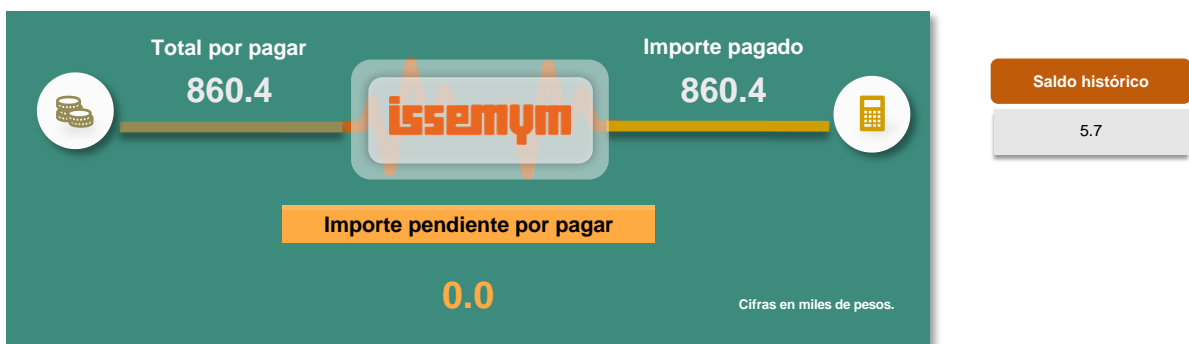 Total por pagar
860.4
issemym
Importe pagado
860.4
Importe pendiente por pagar
0.0
Cifras en miles de pesos.
Saldo histórico
5.7